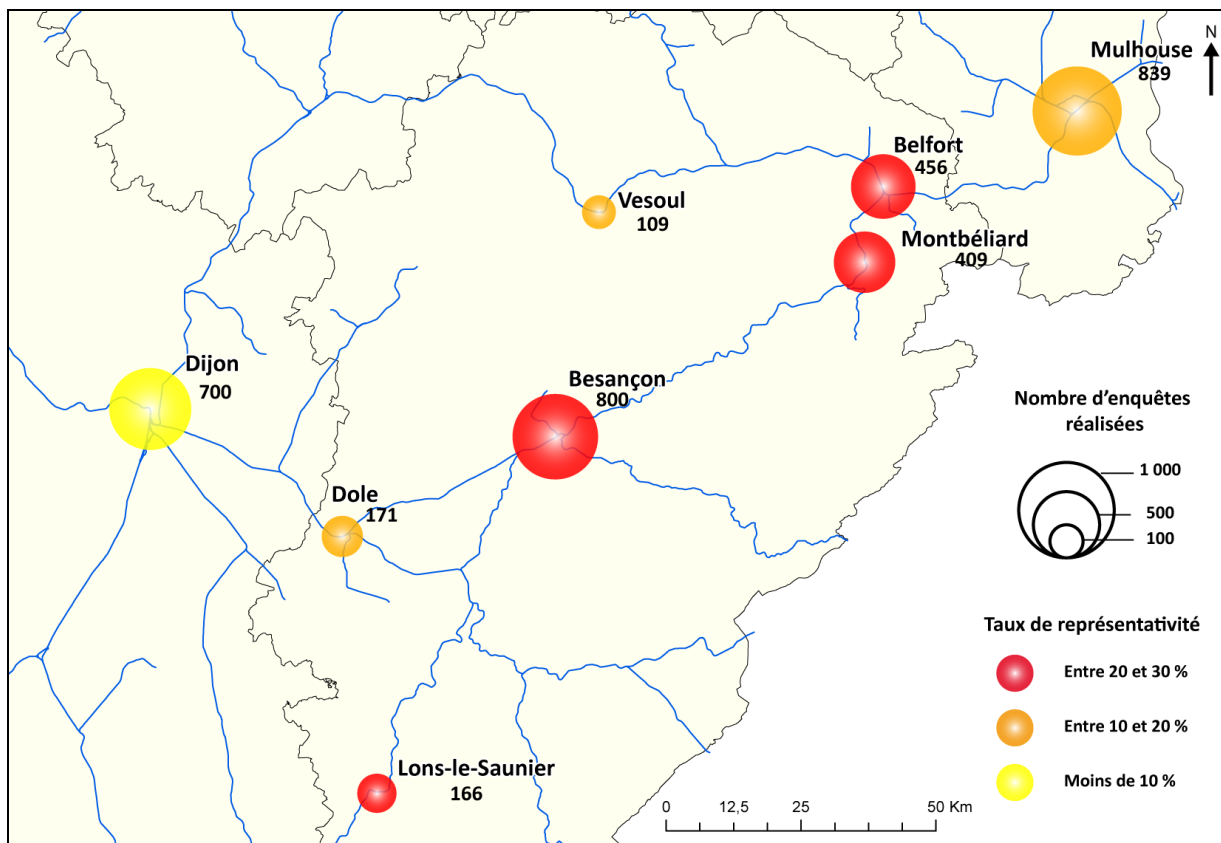 N
Mulhouse
839
Belfort
456
Vesoul
109
Montbéliard
409
Dijon
700
Besançon
800
Dole
171
Lons-le-Saunier
166
Nombre d'enquêtes
réalisées
1 000
500
100
Taux de représentativité
Entre 20 et 30 %
Entre 10 et 20 %
Moins de 10 %
0 12,5 25 50 Km